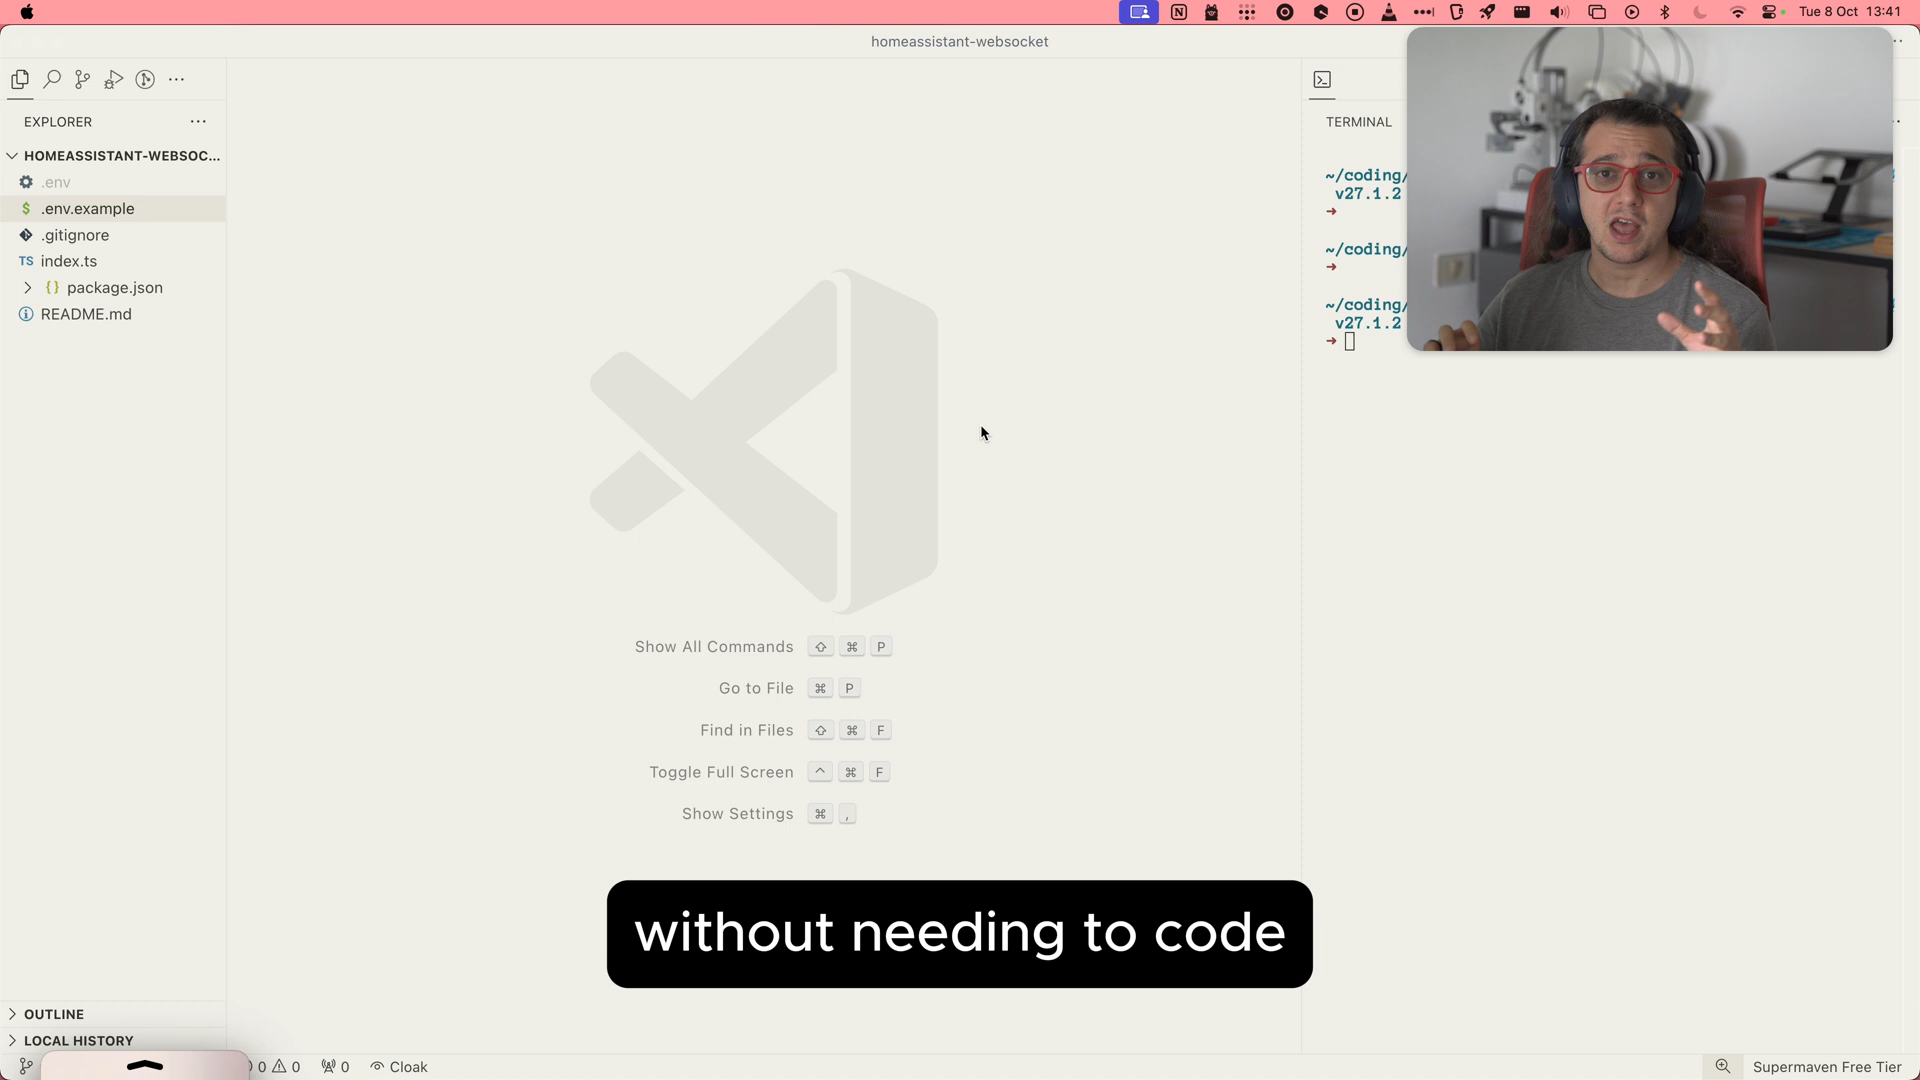 Tue 8 Oct 13:41
homeassistant-websocket
EXPLORER
HOMEASSISTANT-WEBSOC...
.env
$ .env.example
.gitignore
TS index.ts
{} package.json
README.md
TERMINAL
~/coding/
v27.1.2
➜
~/coding/
➜
~/coding/
v27.1.2
➜
Show All Commands ⇧ ⌘ P
Go to File ⌘ P
Find in Files ⇧ ⌘ F
Toggle Full Screen ^ ⌘ F
Show Settings ⌘ ,
without needing to code
OUTLINE
LOCAL HISTORY
0 0 0 Cloak
Supermaven Free Tier